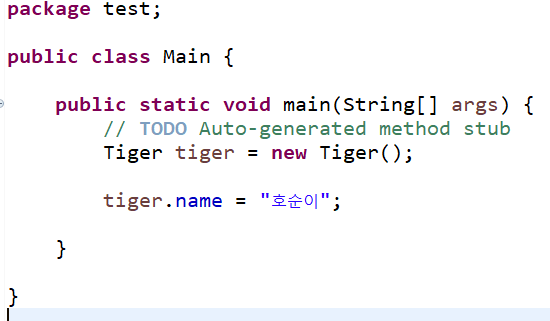 package test;
public class Main {
public static void main(String[] args) {
// TODO Auto-generated method stub
Tiger tiger = new Tiger();
tiger.name = "호순이";
}
}